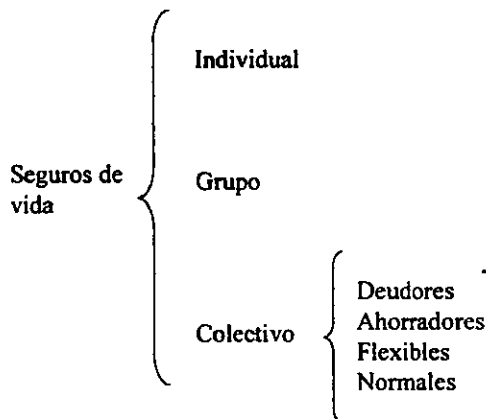 Individual
Seguros de
vida
Grupo
Colectivo
Deudores
Ahorradores
Flexibles
Normales